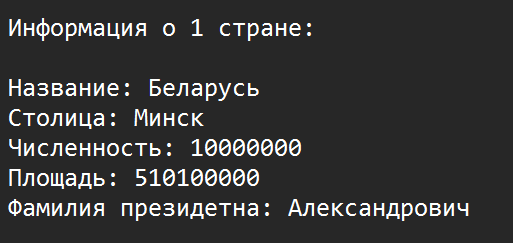 Информация о 1 стране:
Название: Беларусь
Столица: Минск
Численность: 10000000
Площадь: 510100000
Фамилия президетна: Александрович